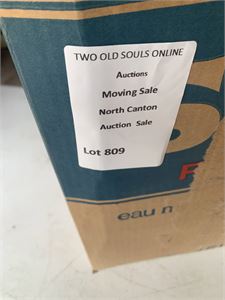 TWO OLD SOULS ONLINE
Auctions
Moving Sale
North Canton
Auction Sale
Lot 809
eau n